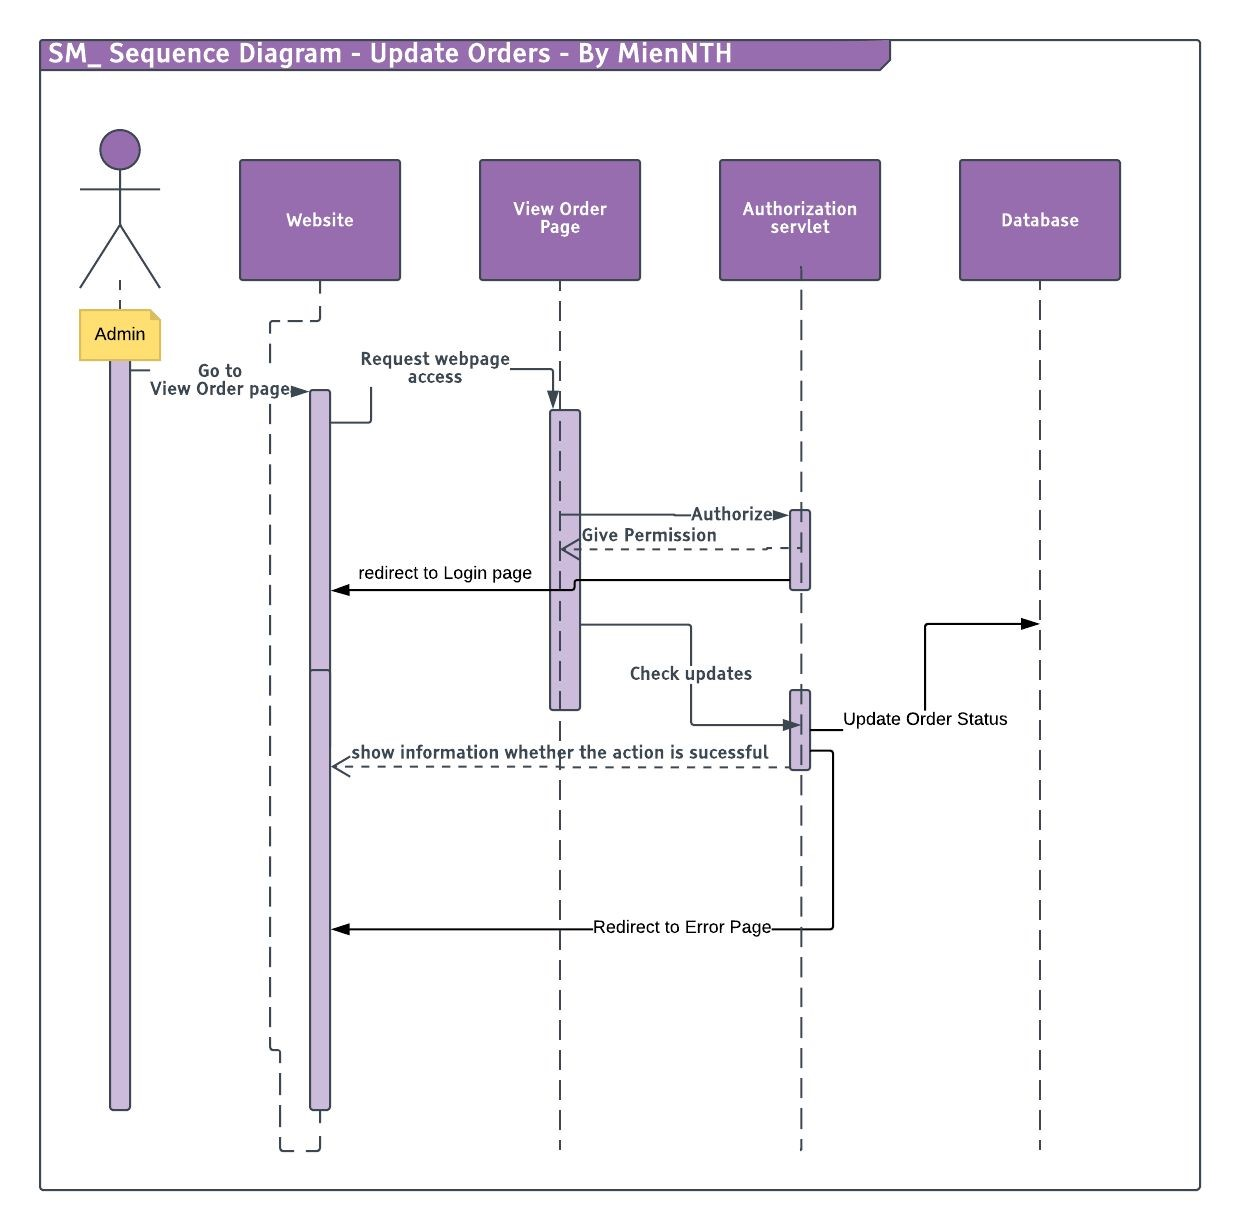 SM_ Sequence Diagram - Update Orders - By MienNTH
Website
View Order
Page
Authorization
servlet
Database
Admin
Go to
View Order page
Request webpage
access
Authorize
Give Permission
redirect to Login page
Check updates
Update Order Status
show information whether the action is sucessful
Redirect to Error Page